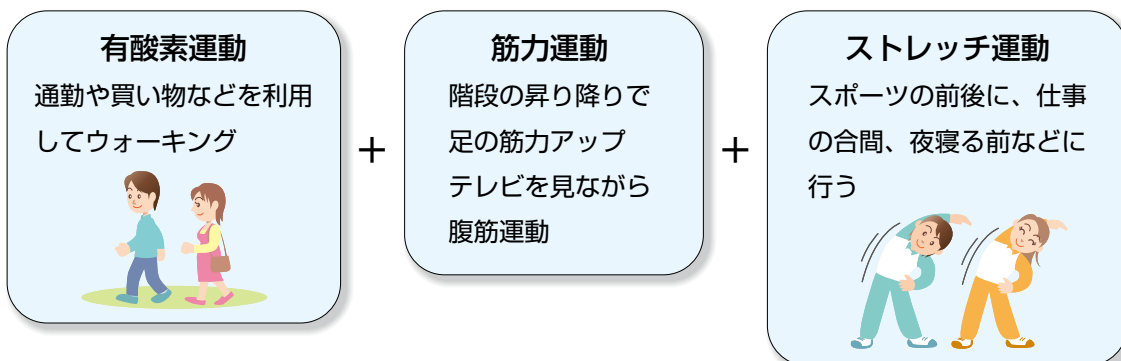 有酸素運動
通勤や買い物などを利用
してウォーキング
+
筋力運動
階段の昇り降りで
足の筋力アップ
テレビを見ながら
腹筋運動
+
ストレッチ運動
スポーツの前後に、仕事
の合間、夜寝る前などに
行う